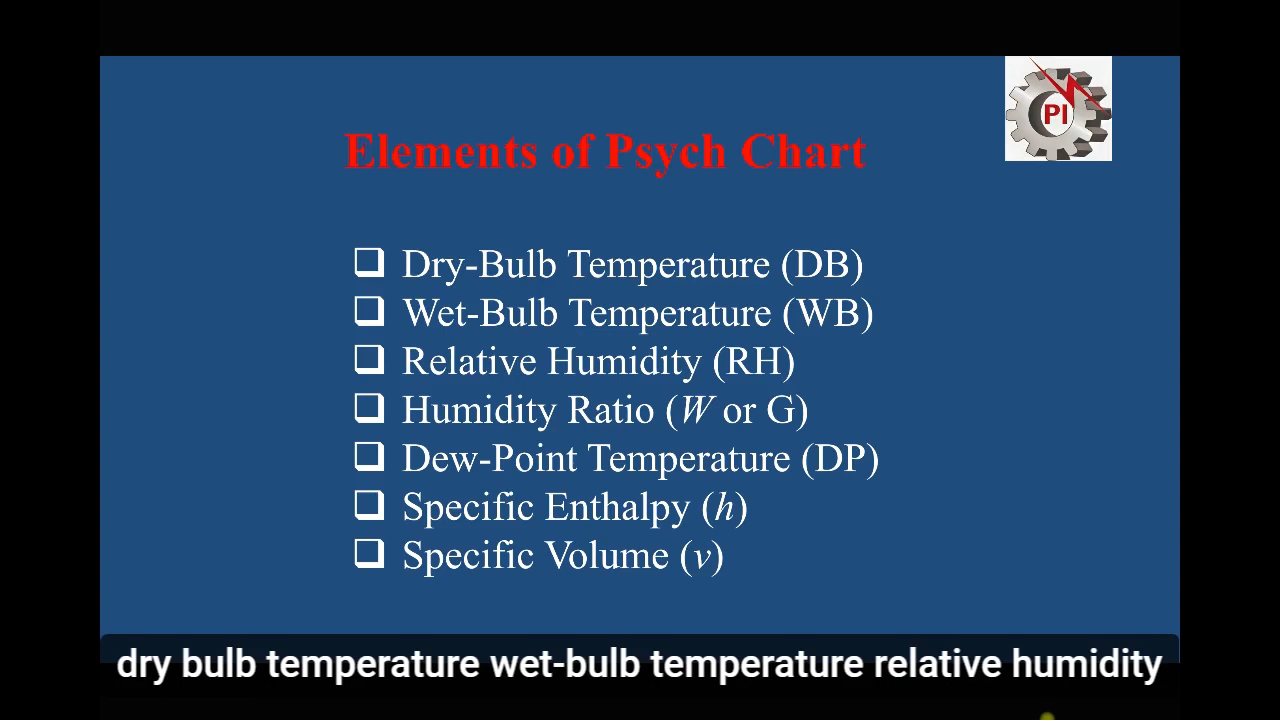 PI
Elements of Psych Chart
❑ Dry-Bulb Temperature (DB)
❑ Wet-Bulb Temperature (WB)
❑ Relative Humidity (RH)
❑ Humidity Ratio (W or G)
❑ Dew-Point Temperature (DP)
❑ Specific Enthalpy (h)
❑ Specific Volume (v)
dry bulb temperature wet-bulb temperature relative humidity